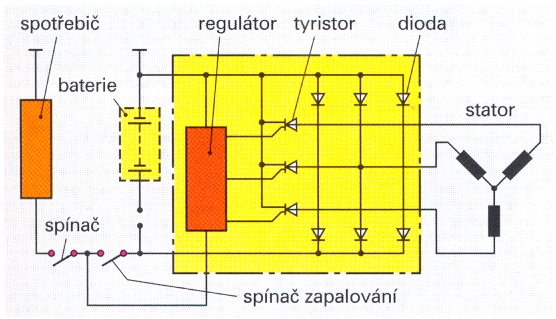 spotřebič
regulátor
tyristor
dioda
baterie
stator
spínač
spínač zapalování